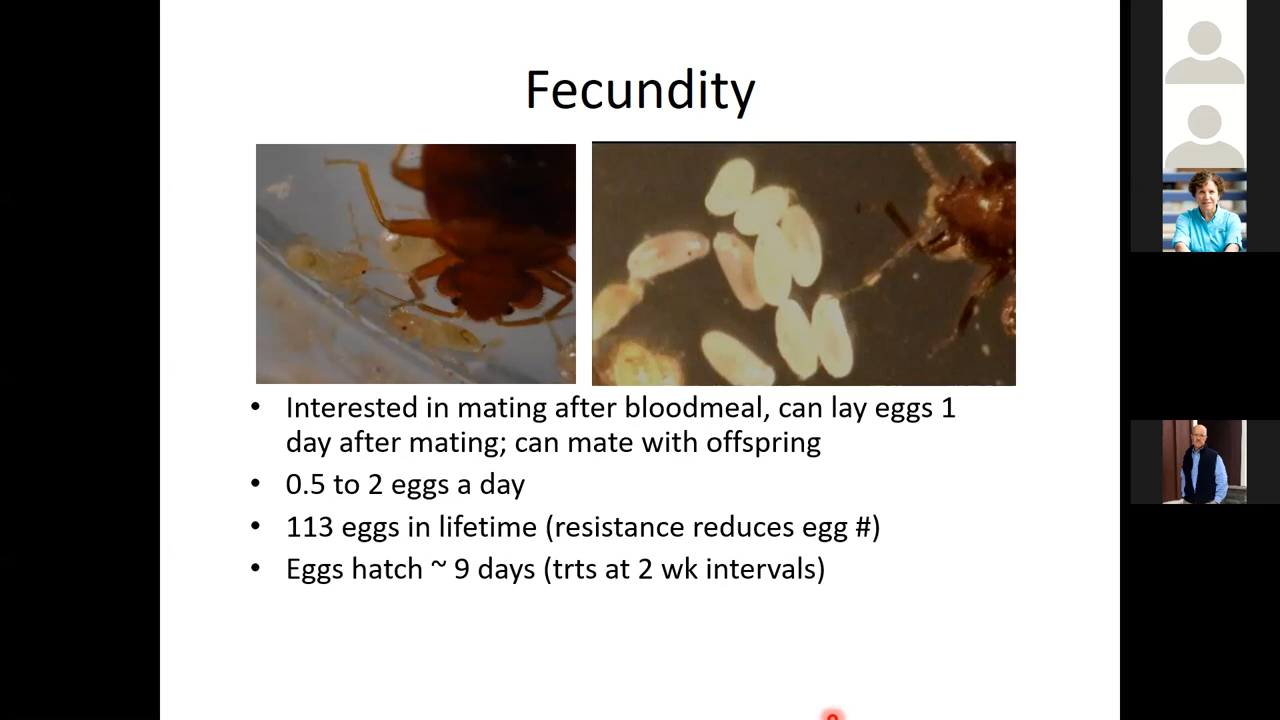 Fecundity
• Interested in mating after bloodmeal, can lay eggs 1
day after mating; can mate with offspring
• 0.5 to 2 eggs a day
• 113 eggs in lifetime (resistance reduces egg #)
• Eggs hatch ~ 9 days (trts at 2 wk intervals)